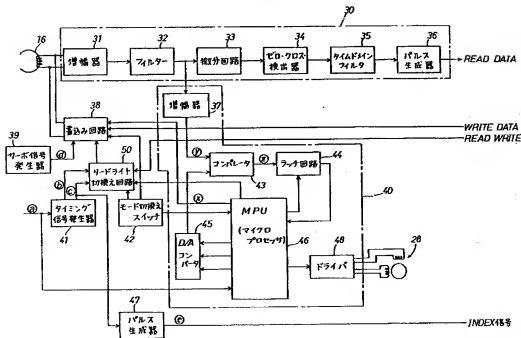 30
16
31
増幅器
32
フィルター
33
微分回路
34
ゼロ・クロス
検出器
35
タイムドメイン
フィルタ
36
パルス
生成器
READ DATA
増幅器
37
38
書込み回路
WRITE DATA
READ WRITE
39
サーボ信号
発生器
ⓓ
50
リードライト
切換え回路
ⓨ
コンパレータ
43
ⓩ
ラッチ回路
44
ⓑ
ⓒ
ⓧ
40
ⓐ
タイミング
信号発生器
41
モード切換え
スイッチ
42
45
D/A
コン
バータ
MPU
(マイクロ
プロセッサ)
46
48
ドライバ
26
47
パルス
生成器
ⓔ
INDEX信号